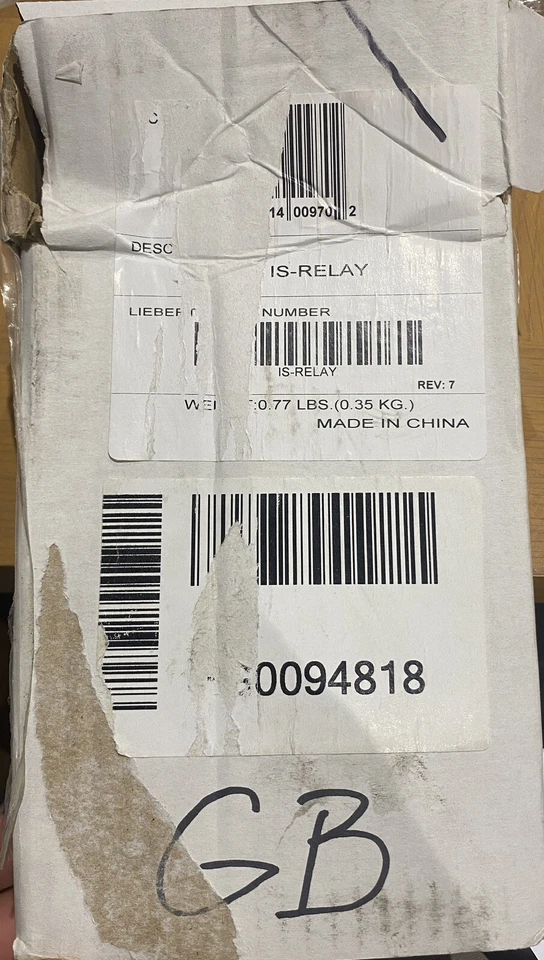 14 00970 2
DESC
IS-RELAY
LIEBER NUMBER
IS-RELAY
REV: 7
WEI T:0.77 LBS.(0.35 KG.)
MADE IN CHINA
0094818
GB